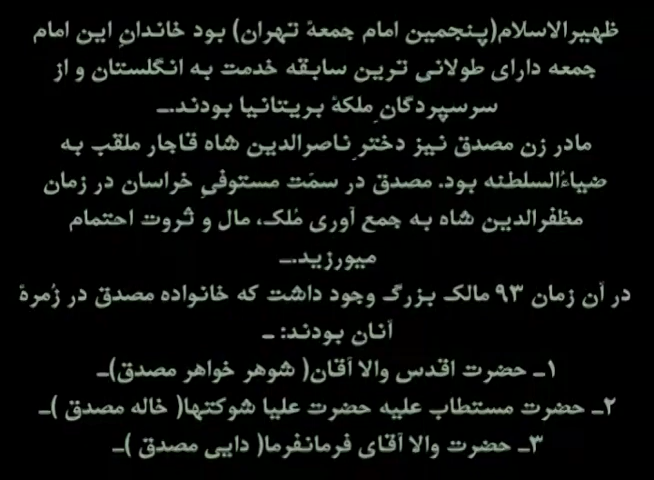 ظهیرالاسلام(پنجمین امام جمعهٔ تهران) بود خاندانِ این امام
جمعه دارای طولانی ترین سابقه خدمت به انگلستان و از
سرسپردگانِ ملکهٔ بریتانیا بودند.ـ
مادر زن مصدق نیز دخترِ ناصرالدین شاه قاجار ملقب به
ضیاءُالسلطنه بود. مصدق در سمَت مستوفیِ خراسان در زمان
مظفرالدین شاه به جمع آوری مُلک، مال و ثروت احتمام
میورزید.ـ
در آن زمان ۹۳ مالک بزرگ وجود داشت که خانواده مصدق در زُمرهٔ
آنان بودند: ـ
۱ـ حضرت اقدس والا آقان( شوهر خواهر مصدق)ـ
۲ـ حضرت مستطاب علیه حضرت علیا شوکتها( خاله مصدق )ـ
۳ـ حضرت والا آقای فرمانفرما( دایی مصدق )ـ